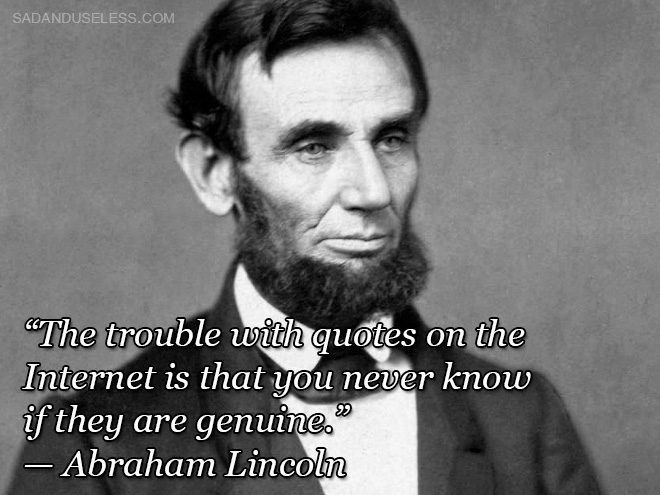 SADANDUSELESS.COM
“The trouble with quotes on the
Internet is that you never know
if they are genuine.”
— Abraham Lincoln